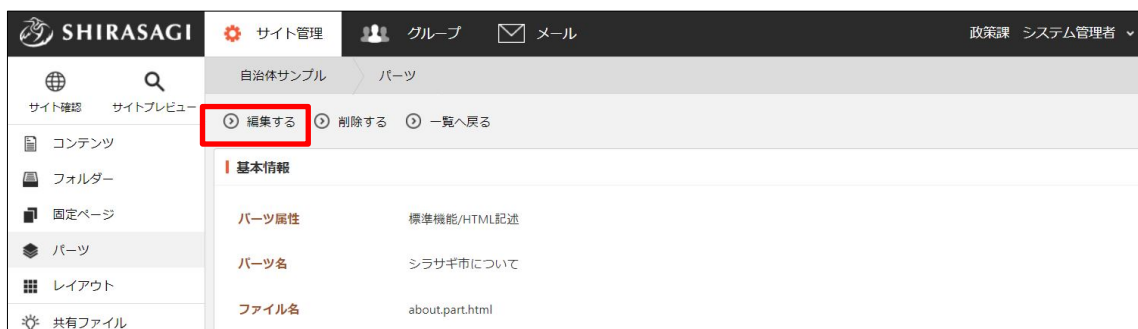 SHIRASAGI サイト管理 グループ メール 政策課 システム管理者
サイト確認 サイトプレビュー
自治体サンプル パーツ
編集する 削除する 一覧へ戻る
コンテンツ
フォルダー
固定ページ
パーツ
レイアウト
共有ファイル
基本情報
パーツ属性 標準機能/HTML記述
パーツ名 シラサギ市について
ファイル名 about.part.html